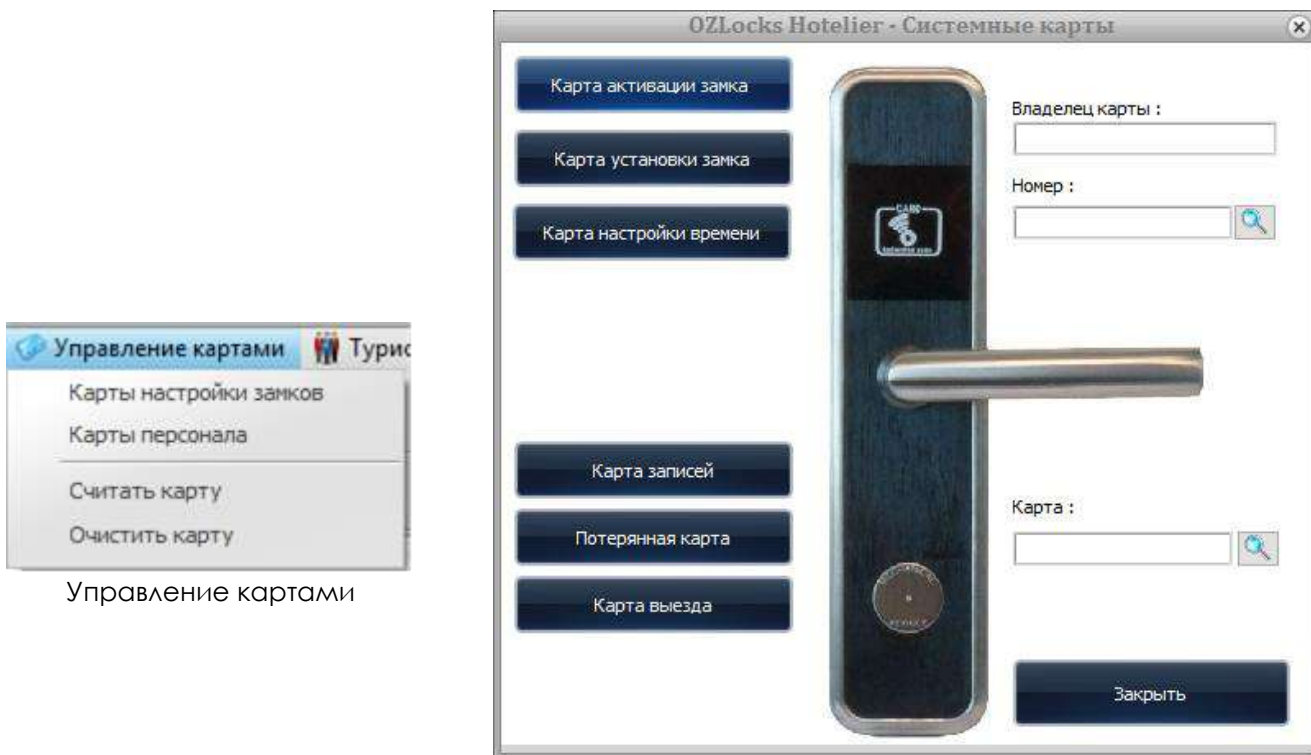 OZLocks Hotelier - Системные карты
Карта активации замка
Карта установки замка
Карта настройки времени
Владелец карты :
Номер :
CARD
Управление картами
Турис
Карты настройки замков
Карты персонала
Считать карту
Очистить карту
Управление картами
Карта записей
Потерянная карта
Карта выезда
Карта :
Закрыть